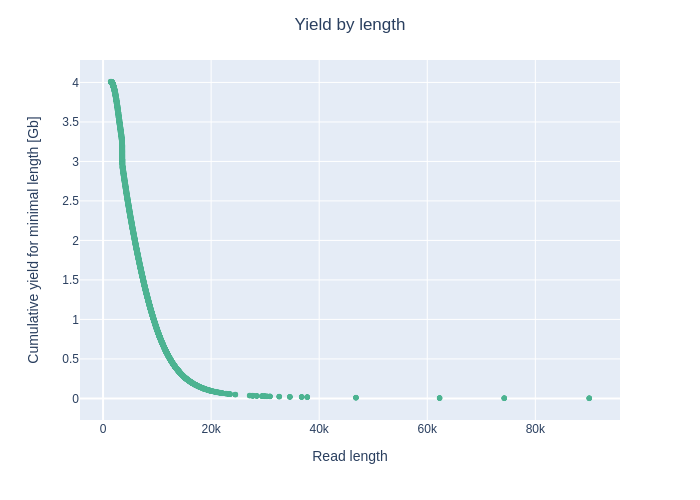 Yield by length
Cumulative yield for minimal length [Gb]
4
3.5
3
2.5
2
1.5
1
0.5
0
0 20k 40k 60k 80k
Read length